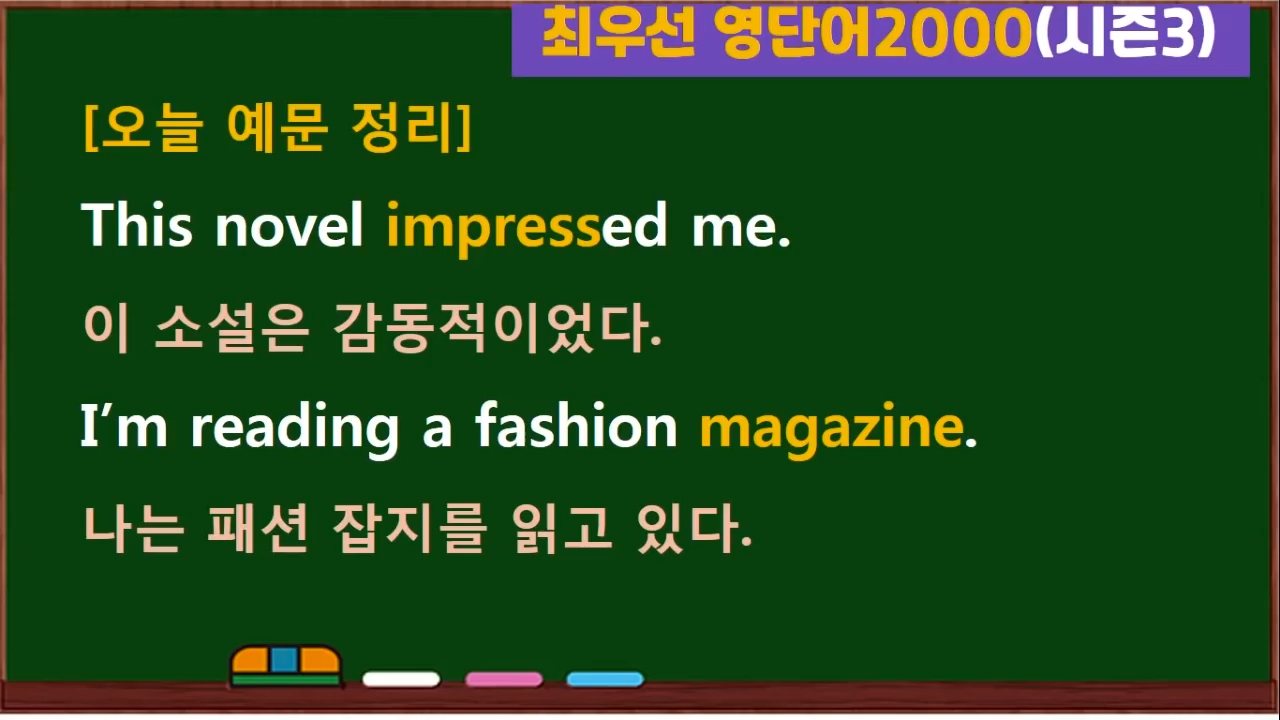 최우선 영단어2000(시즌3)
[오늘 예문 정리]
This novel impressed me.
이 소설은 감동적이었다.
I’m reading a fashion magazine.
나는 패션 잡지를 읽고 있다.